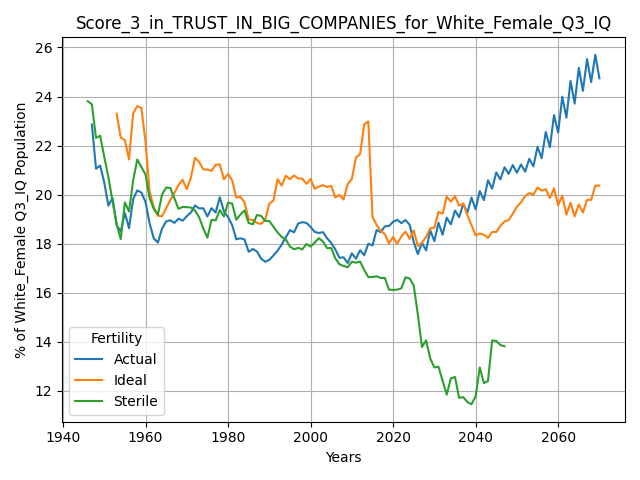 Score_3_in_TRUST_IN_BIG_COMPANIES_for_White_Female_Q3_IQ
% of White_Female Q3_IQ Population
26
24
22
20
18
16
14
12
Fertility
Actual
Ideal
Sterile
1940
1960
1980
2000
2020
2040
2060
Years